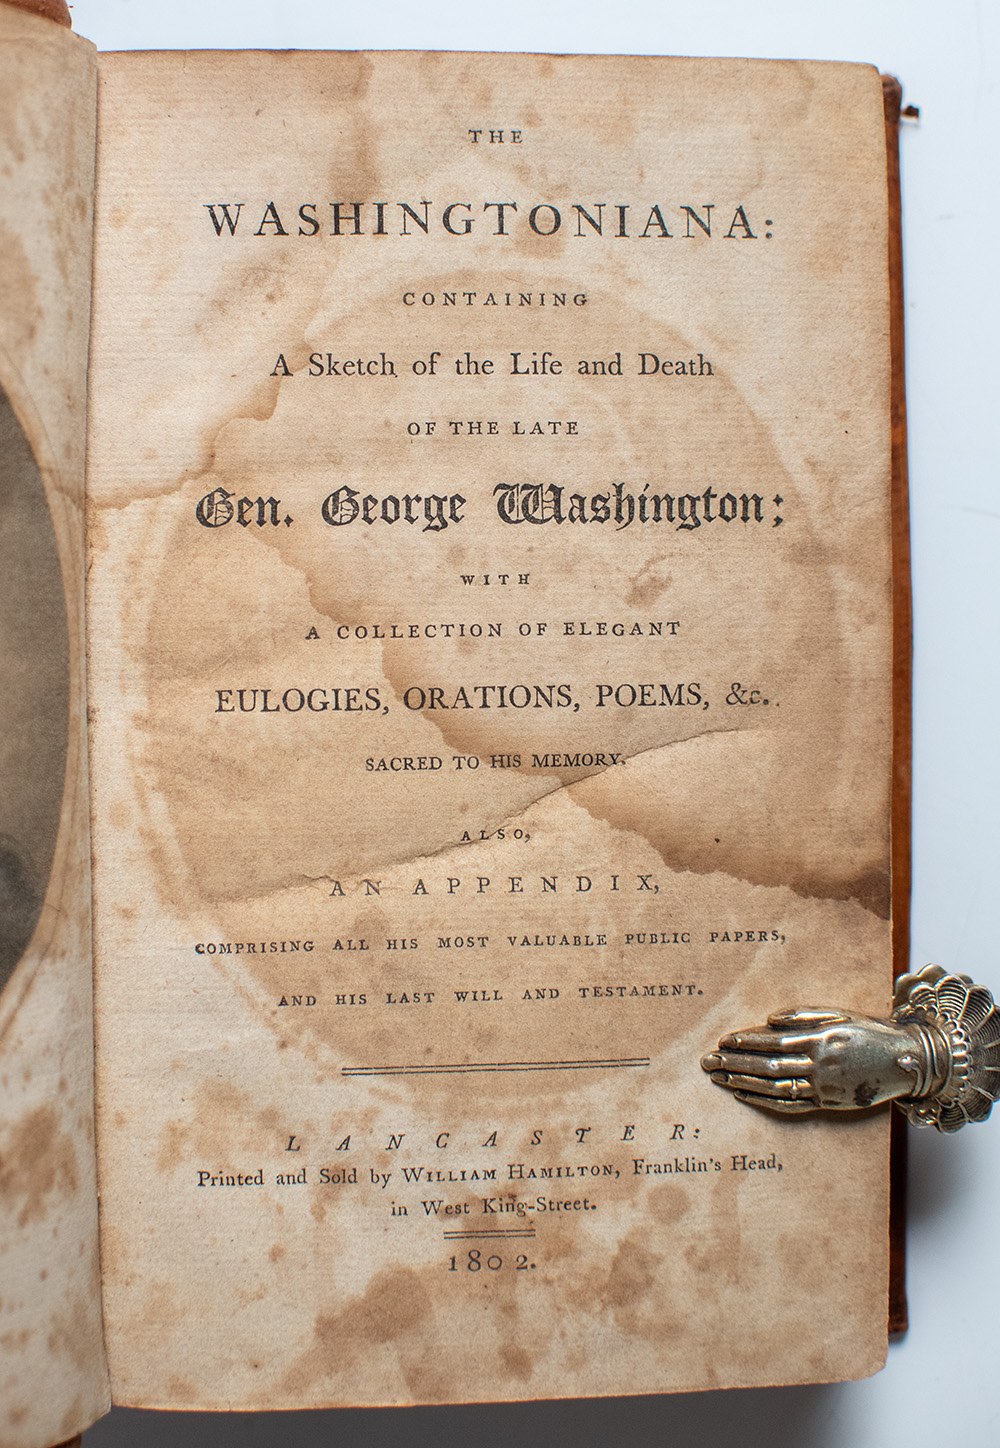 THE
WASHINGTONIANA:
CONTAINING
A Sketch of the Life and Death
OF THE LATE
Gen. George Washington;
WITH
A COLLECTION OF ELEGANT
EULOGIES, ORATIONS, POEMS, &c.
SACRED TO HIS MEMORY.
ALSO,
AN APPENDIX,
COMPRISING ALL HIS MOST VALUABLE PUBLIC PAPERS,
AND HIS LAST WILL AND TESTAMENT.
LANCASTER:
Printed and Sold by WILLIAM HAMILTON, Franklin's Head,
in West King-Street.
1802.